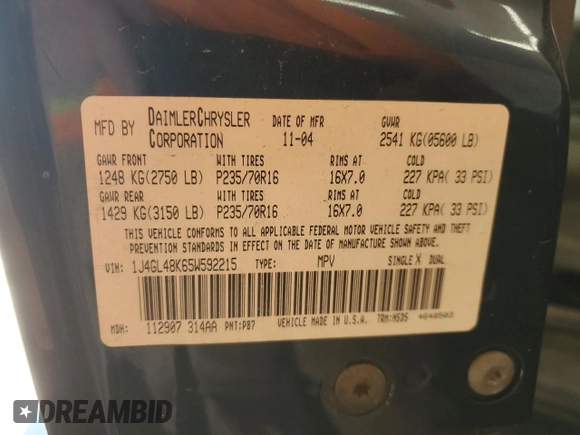 MFD BY DAIMLERCHRYSLER CORPORATION DATE OF MFR 11-04 GVWR 2541 KG(05600 LB)
GAWR FRONT WITH TIRES RIMS AT COLD
1248 KG(2750 LB) P235/70R16 16X7.0 227 KPA( 33 PSI)
GAWR REAR WITH TIRES RIMS AT COLD
1429 KG(3150 LB) P235/70R16 16X7.0 227 KPA( 33 PSI)
THIS VEHICLE CONFORMS TO ALL APPLICABLE FEDERAL MOTOR VEHICLE SAFETY AND THEFT
PREVENTION STANDARDS IN EFFECT ON THE DATE OF MANUFACTURE SHOWN ABOVE.
VIN: 1J4GL48K65W592215 TYPE: MPV SINGLE X DUAL
MDH: 112907 314AA PNT:PB7 VEHICLE MADE IN U.S.A. TRM:M5DS 4648503
DREAMBID